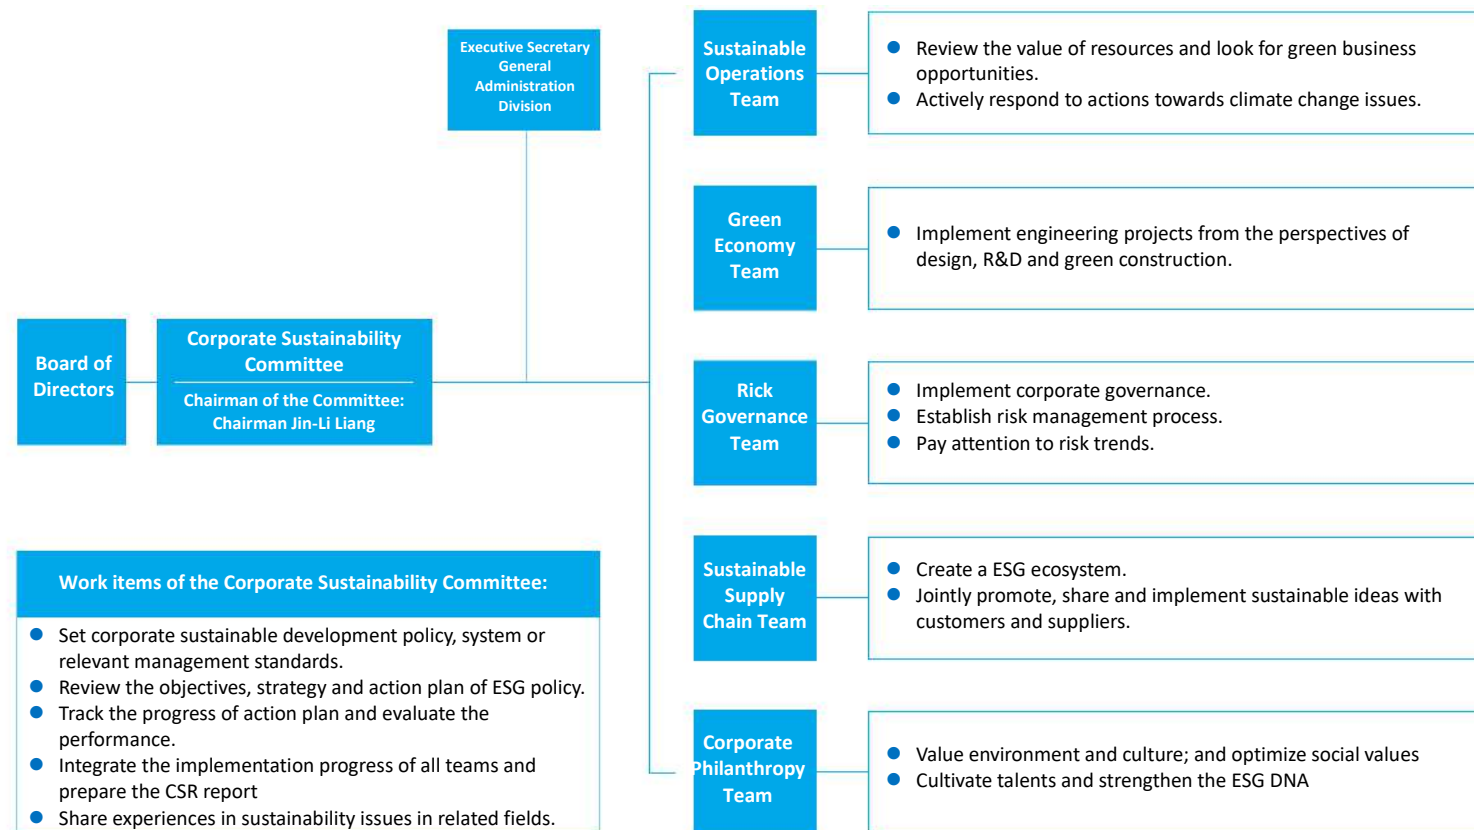 Executive Secretary
General
Administration
Division
Board of
Directors
Corporate Sustainability
Committee
Chairman of the Committee:
Chairman Jin-Li Liang
Work items of the Corporate Sustainability Committee:
● Set corporate sustainable development policy, system or
relevant management standards.
● Review the objectives, strategy and action plan of ESG policy.
● Track the progress of action plan and evaluate the
performance.
● Integrate the implementation progress of all teams and
prepare the CSR report
● Share experiences in sustainability issues in related fields.
Sustainable
Operations
Team
● Review the value of resources and look for green business
opportunities.
● Actively respond to actions towards climate change issues.
Green
Economy
Team
● Implement engineering projects from the perspectives of
design, R&D and green construction.
Rick
Governance
Team
● Implement corporate governance.
● Establish risk management process.
● Pay attention to risk trends.
Sustainable
Supply
Chain Team
● Create a ESG ecosystem.
● Jointly promote, share and implement sustainable ideas with
customers and suppliers.
Corporate
Philanthropy
Team
● Value environment and culture; and optimize social values
● Cultivate talents and strengthen the ESG DNA